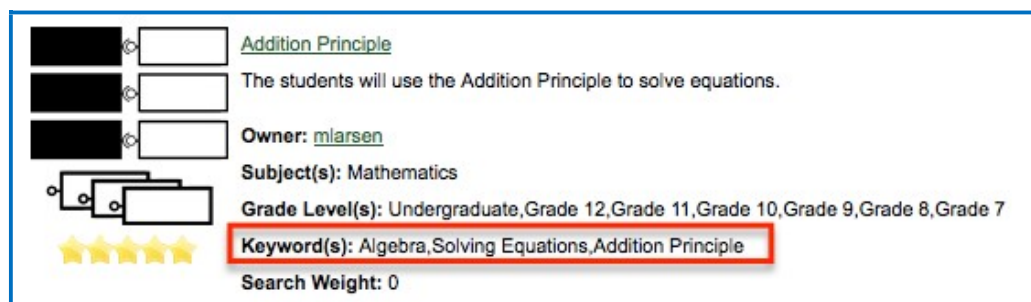 Addition Principle
The students will use the Addition Principle to solve equations.
Owner: mlarsen
Subject(s): Mathematics
Grade Level(s): Undergraduate,Grade 12,Grade 11,Grade 10,Grade 9,Grade 8,Grade 7
Keyword(s): Algebra,Solving Equations,Addition Principle
Search Weight: 0